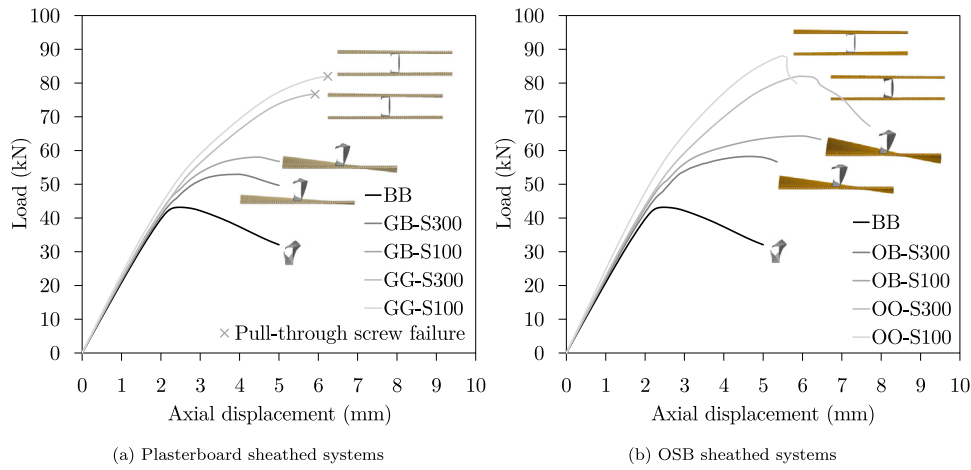 100
90
80
70
60
50
40
30
20
10
0
Load (kN)
0 1 2 3 4 5 6 7 8 9 10
Axial displacement (mm)
BB
GB-S300
GB-S100
GG-S300
GG-S100
× Pull-through screw failure
(a) Plasterboard sheathed systems
100
90
80
70
60
50
40
30
20
10
0
Load (kN)
0 1 2 3 4 5 6 7 8 9 10
Axial displacement (mm)
BB
OB-S300
OB-S100
OO-S300
OO-S100
(b) OSB sheathed systems